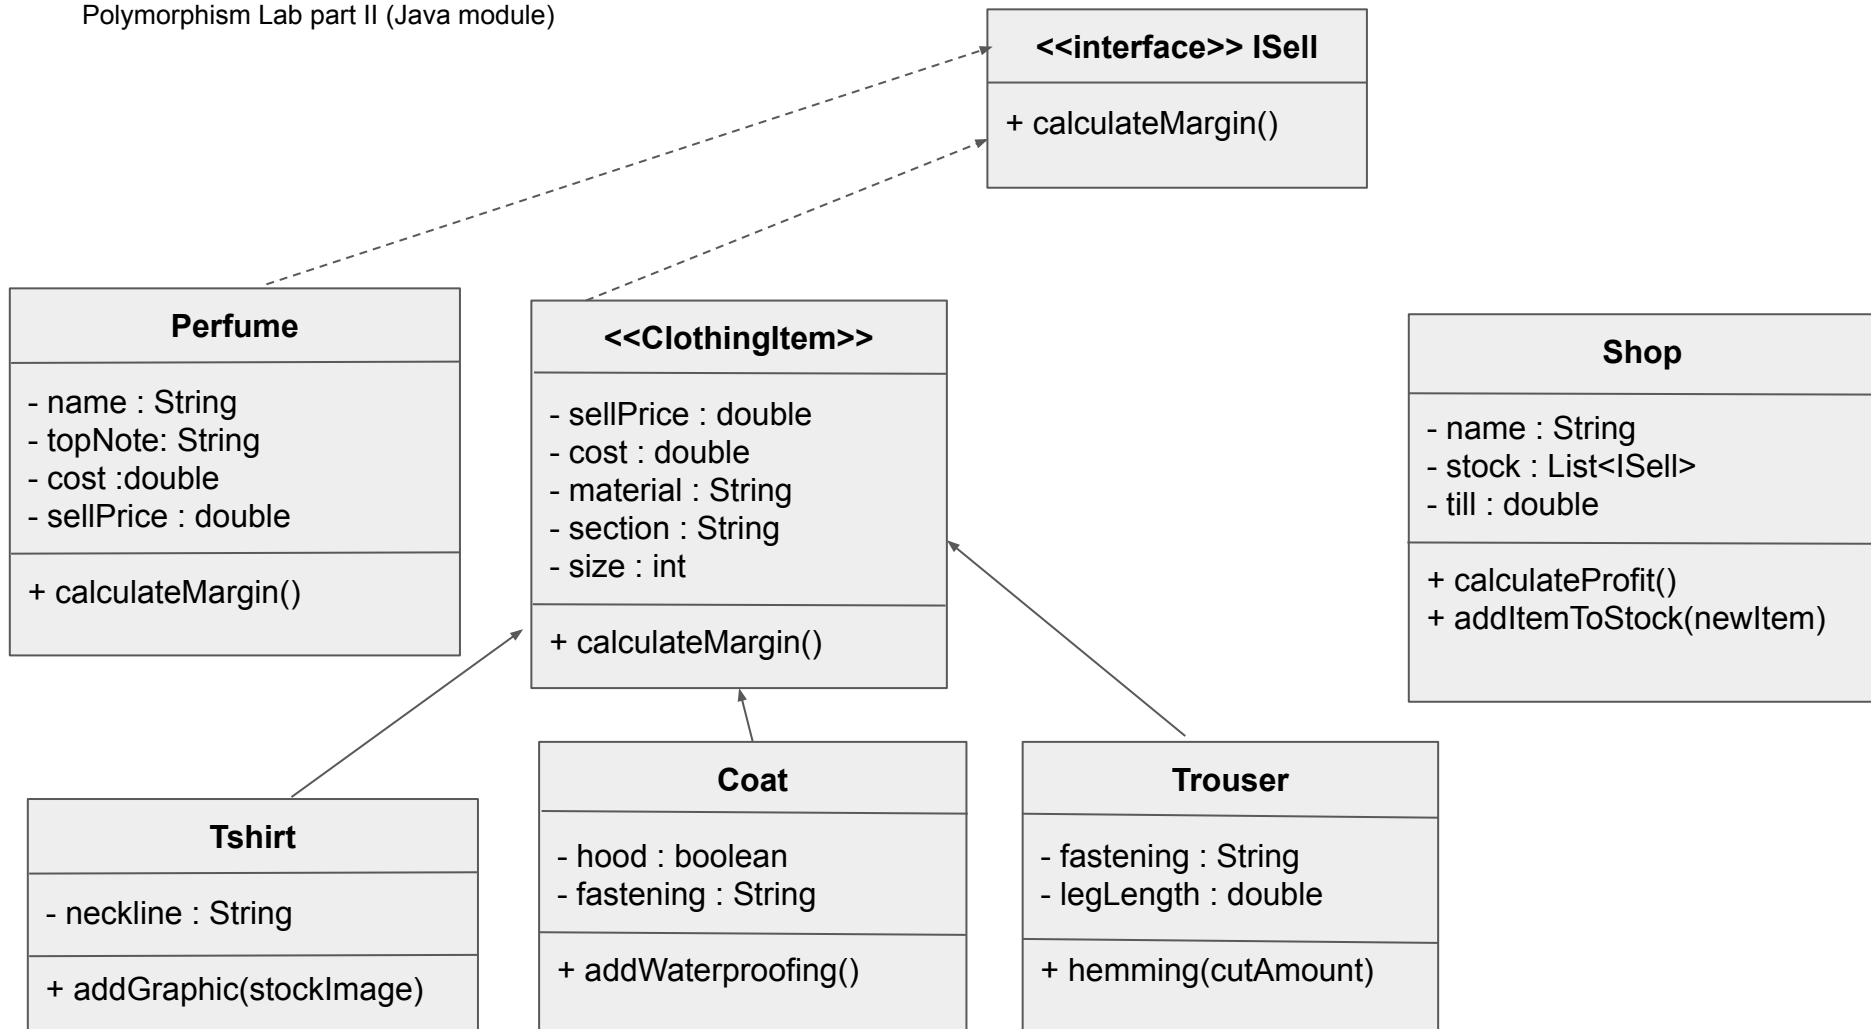 Polymorphism Lab part II (Java module)
<<interface>> ISell
+ calculateMargin()
Perfume
- name : String
- topNote: String
- cost :double
- sellPrice : double
+ calculateMargin()
<<ClothingItem>>
- sellPrice : double
- cost : double
- material : String
- section : String
- size : int
+ calculateMargin()
Shop
- name : String
- stock : List<ISell>
- till : double
+ calculateProfit()
+ addItemToStock(newItem)
Tshirt
- neckline : String
+ addGraphic(stockImage)
Coat
- hood : boolean
- fastening : String
+ addWaterproofing()
Trouser
- fastening : String
- legLength : double
+ hemming(cutAmount)